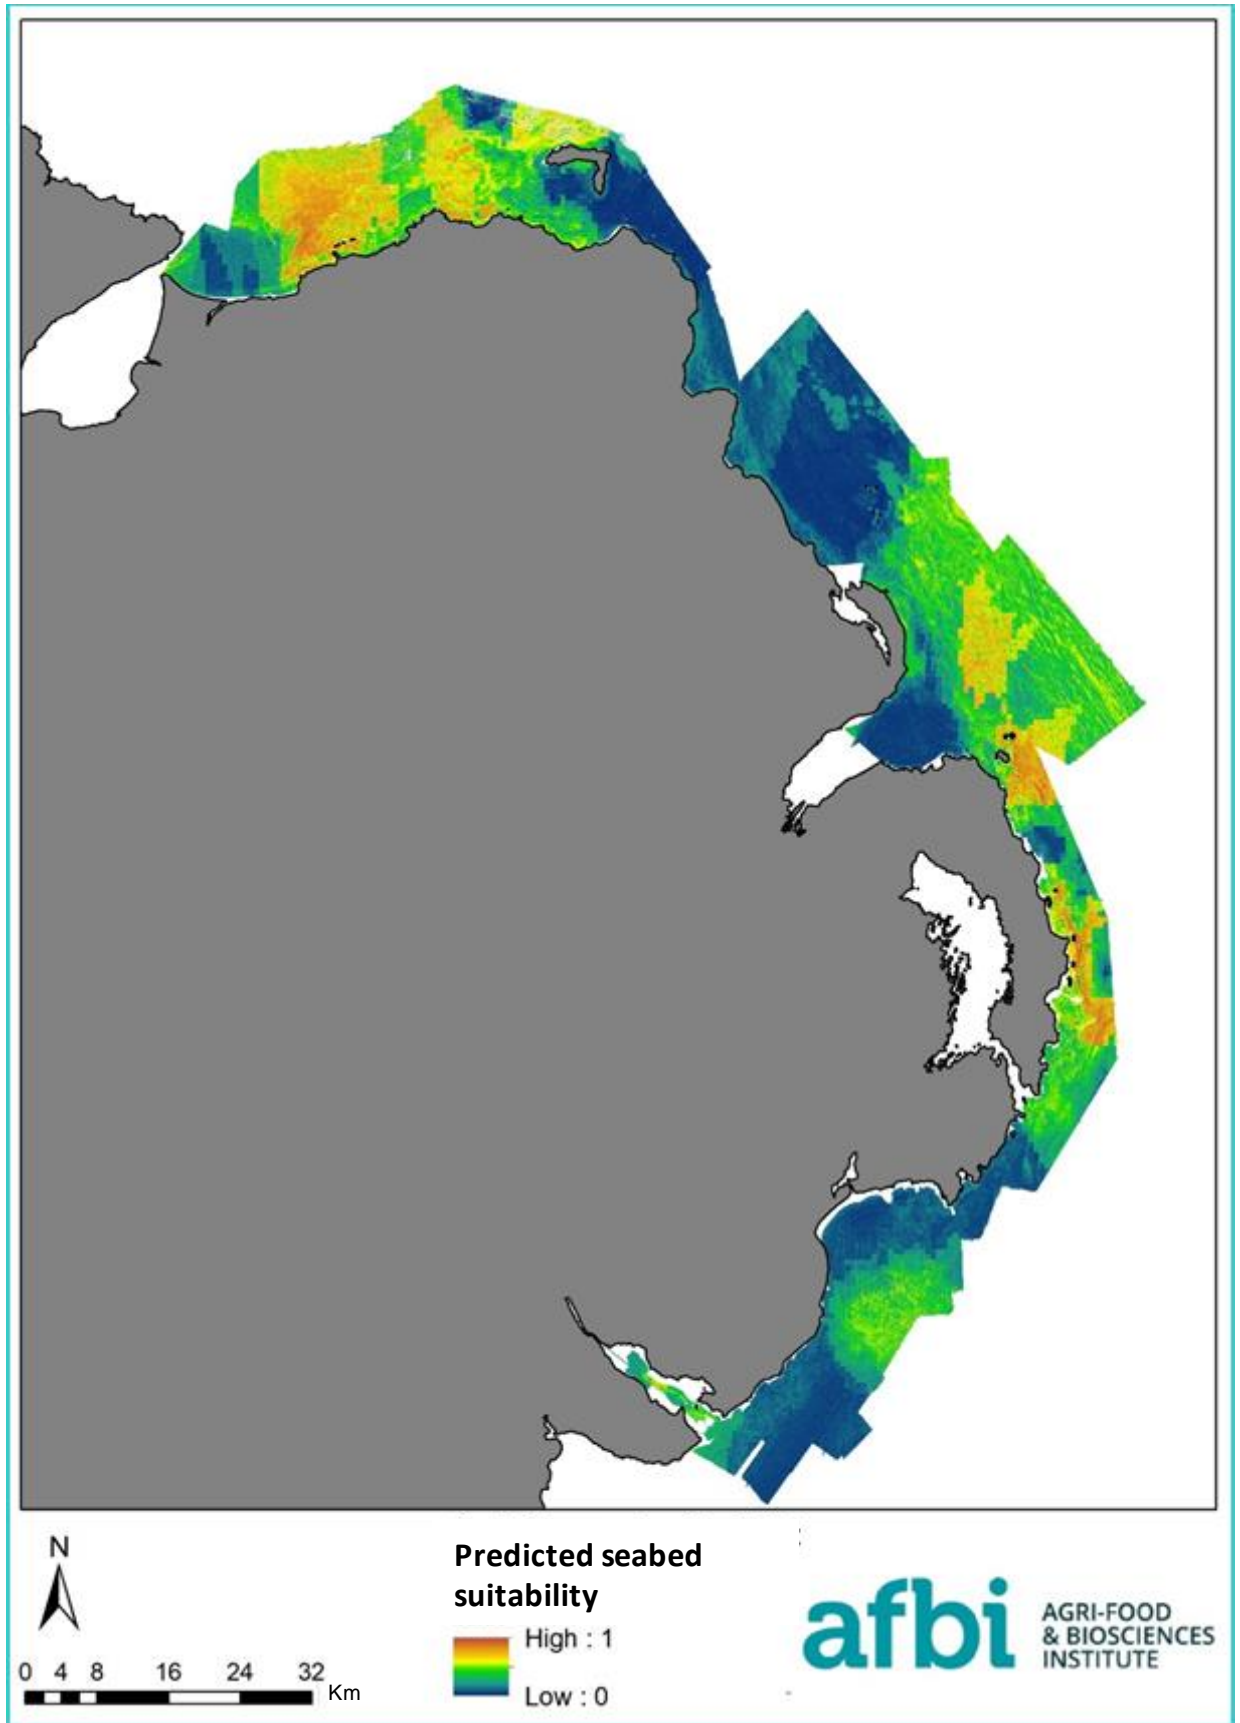 N
0 4 8 16 24 32
Km
Predicted seabed
suitability
High : 1
Low : 0
afbi
AGRI-FOOD
& BIOSCIENCES
INSTITUTE